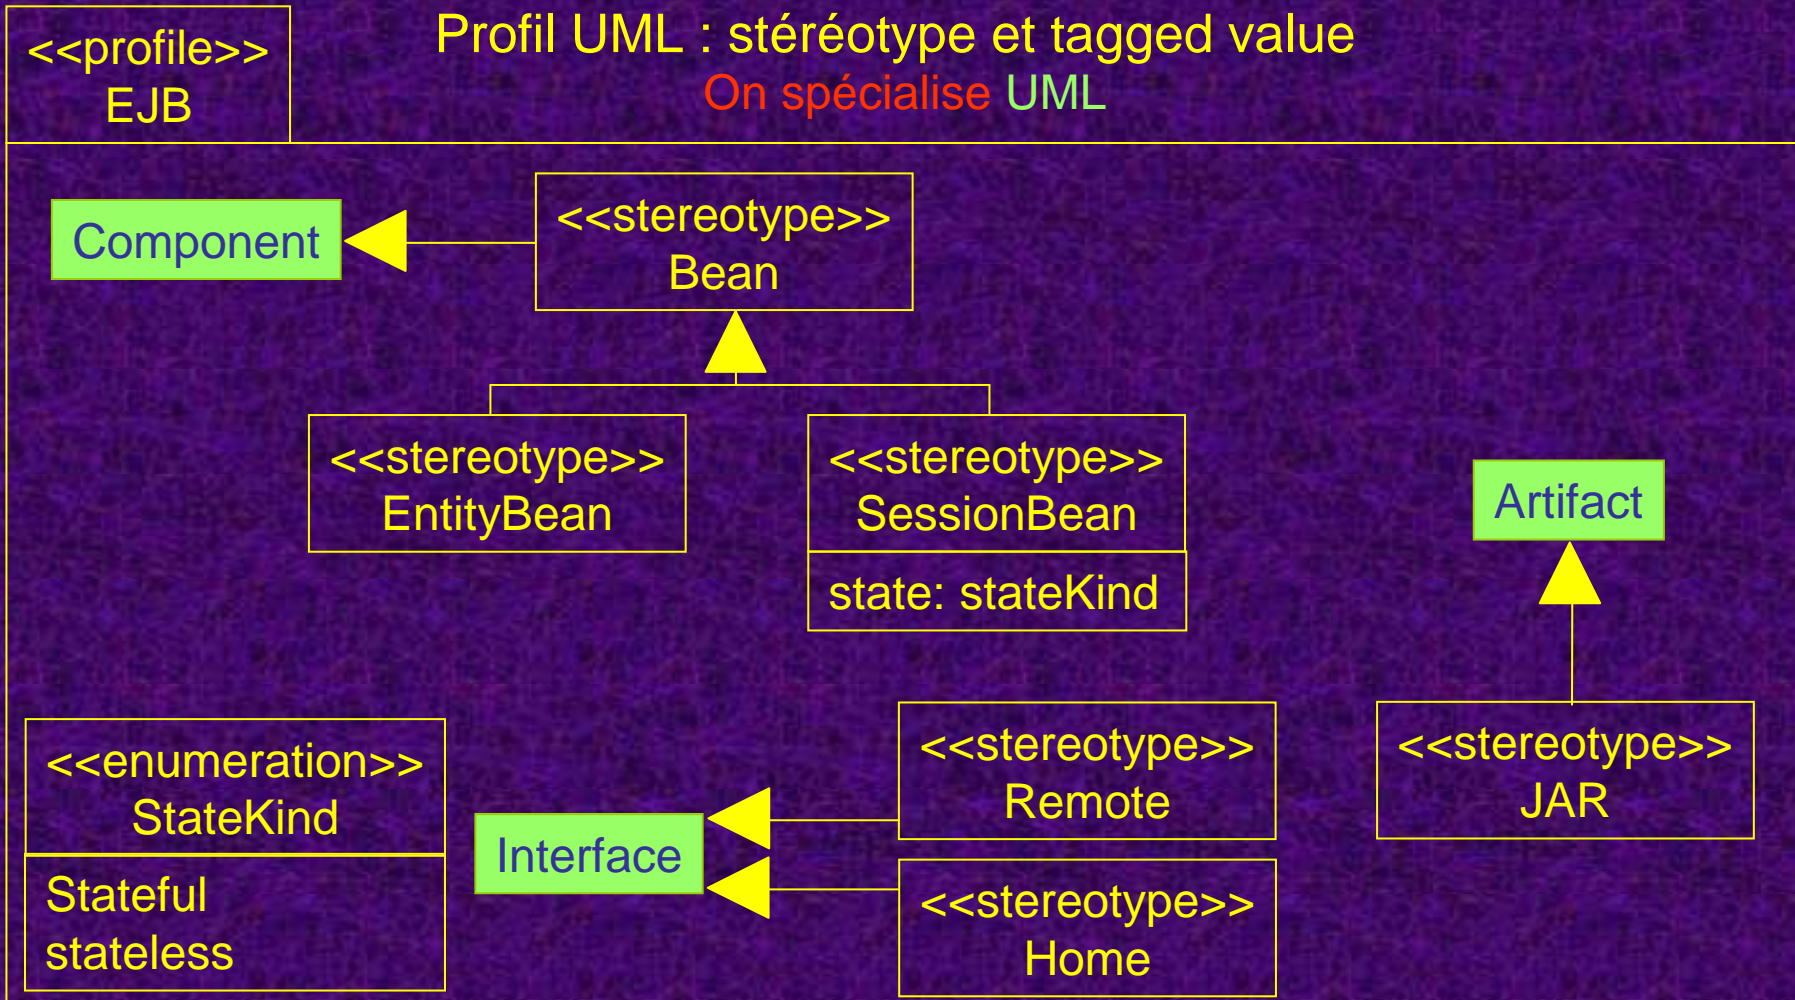 <<profile>>
EJB
Profil UML : stéréotype et tagged value
On spécialise UML
Component
<<stereotype>>
Bean
<<stereotype>>
EntityBean
<<stereotype>>
SessionBean
state: stateKind
Artifact
<<enumeration>>
StateKind
Stateful
stateless
Interface
<<stereotype>>
Remote
<<stereotype>>
Home
<<stereotype>>
JAR